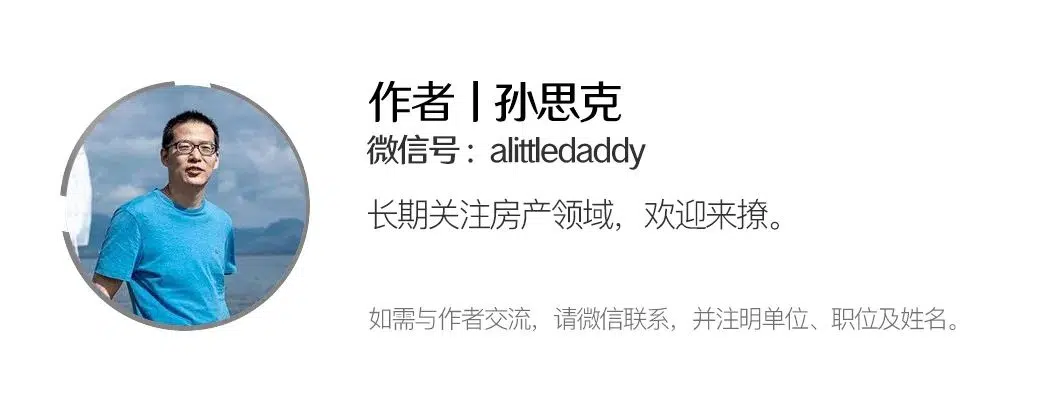 作者 | 孙思克
微信号：alittledaddy
长期关注房产领域，欢迎来撩。
如需与作者交流，请微信联系，并注明单位、职位及姓名。